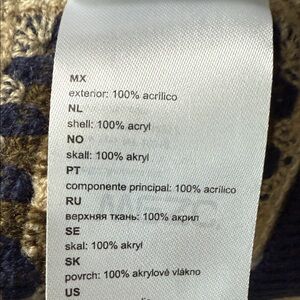 MX
exterior: 100% acrílico
NL
shell: 100% acryl
NO
skall: 100% akryl
PT
componente principal: 100% acrílico
RU
верхняя ткань: 100% акрил
SE
skal: 100% akryl
SK
povrch: 100% akrylové vlákno
US